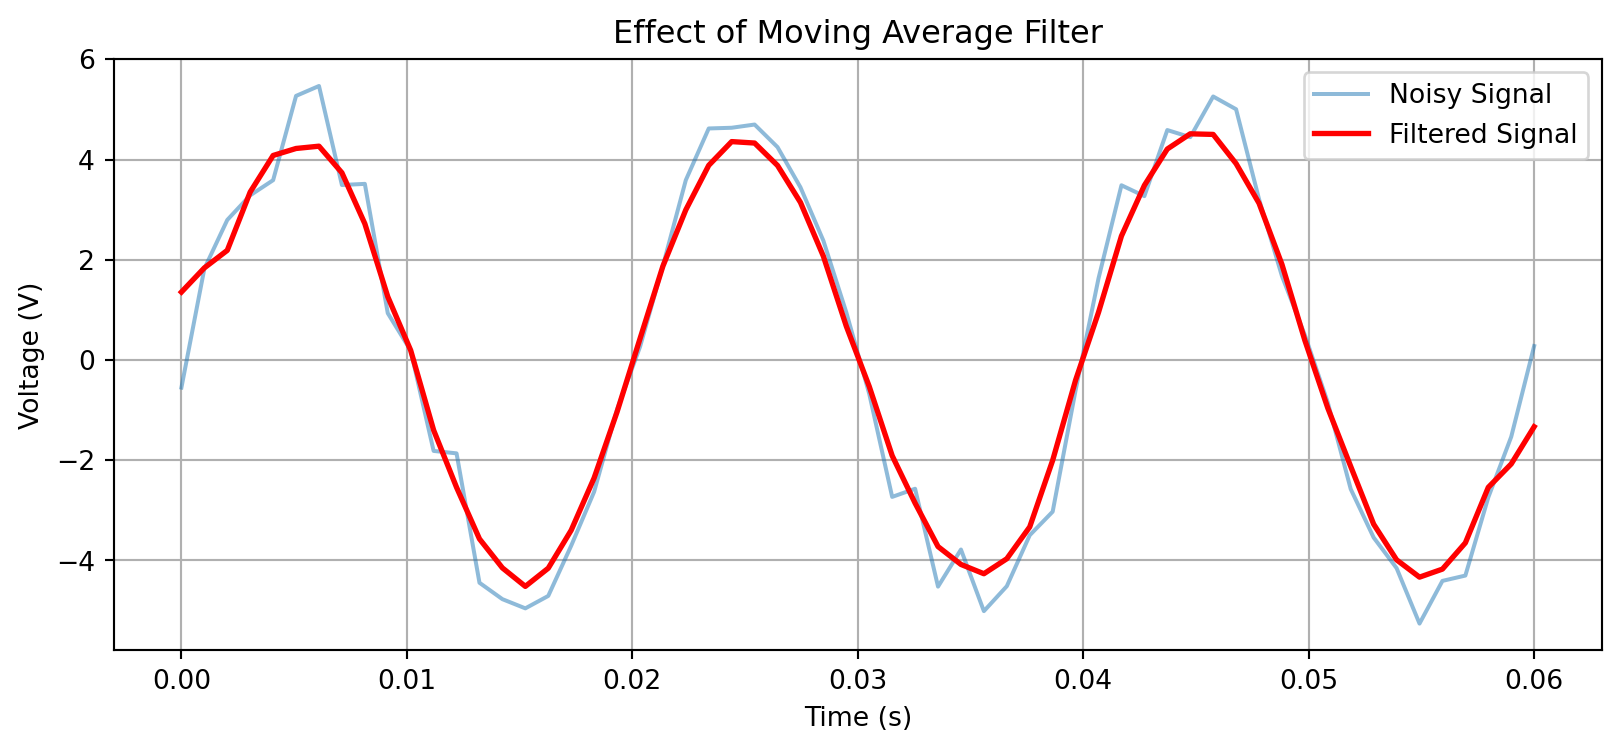 Effect of Moving Average Filter
Noisy Signal
Filtered Signal
Voltage (V)
6
4
2
0
−2
−4
0.00 0.01 0.02 0.03 0.04 0.05 0.06
Time (s)